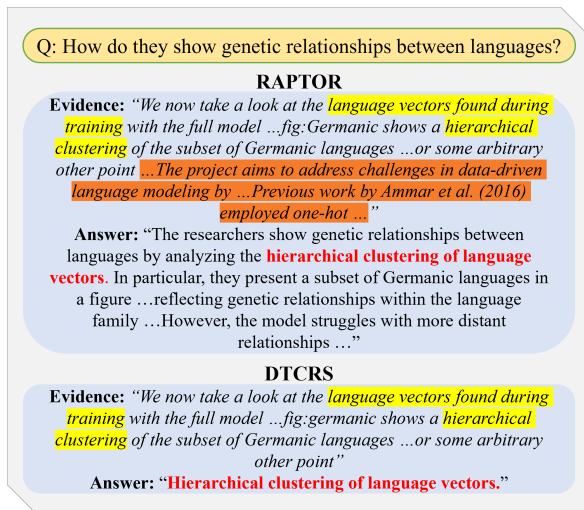 Q: How do they show genetic relationships between languages?
RAPTOR
Evidence: “We now take a look at the language vectors found during
training with the full model …fig:Germanic shows a hierarchical
clustering of the subset of Germanic languages …or some arbitrary
other point …The project aims to address challenges in data-driven
language modeling by …Previous work by Ammar et al. (2016)
employed one-hot …”
Answer: “The researchers show genetic relationships between
languages by analyzing the hierarchical clustering of language
vectors. In particular, they present a subset of Germanic languages in
a figure …reflecting genetic relationships within the language
family …However, the model struggles with more distant
relationships …”
DTCRS
Evidence: “We now take a look at the language vectors found during
training with the full model …fig:germanic shows a hierarchical
clustering of the subset of Germanic languages …or some arbitrary
other point”
Answer: “Hierarchical clustering of language vectors.”